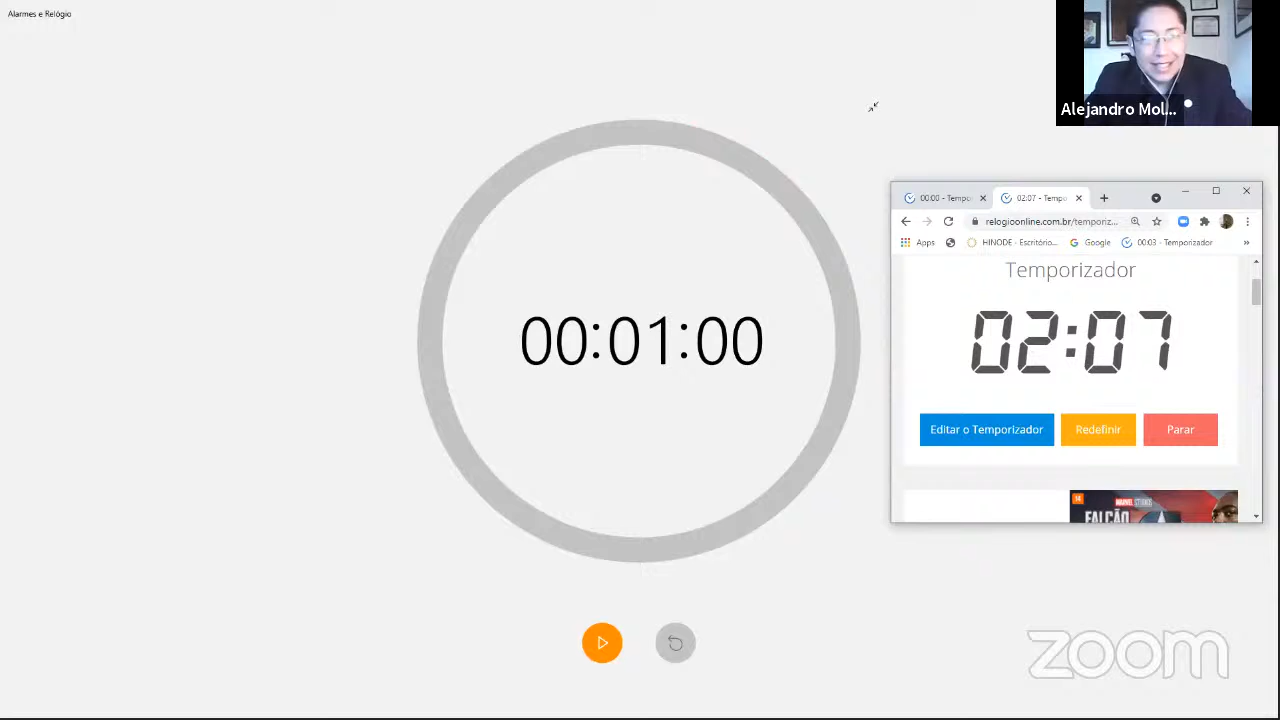 Alarmes e Relógio
Alejandro Mol...
00:00 - Tempo
02:07 - Tempo
relogioonline.com.br/temporiz...
Apps
HINODE - Escritório...
Google
00:03 - Temporizador
»
Temporizador
02:07
00:01:00
Editar o Temporizador
Redefinir
Parar
14
MARVEL STUDIOS
FALCÃO
zoom